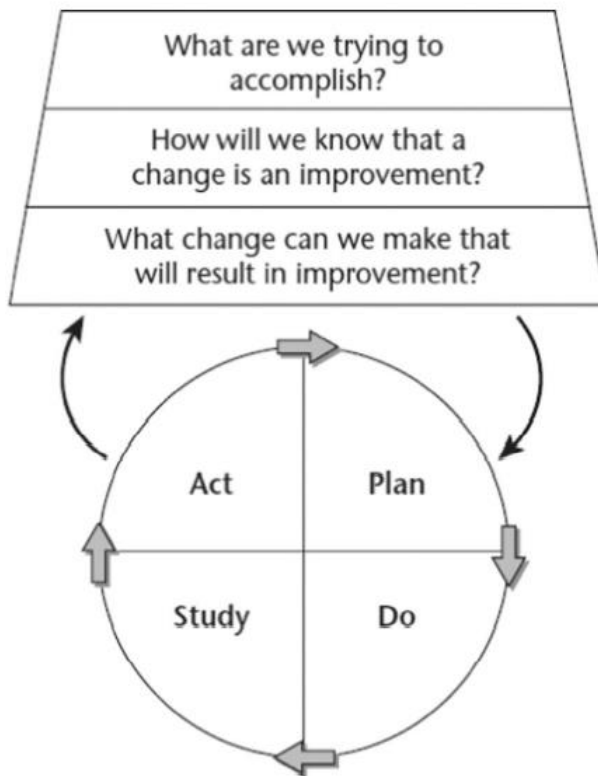 What are we trying to
accomplish?
How will we know that a
change is an improvement?
What change can we make that
will result in improvement?
Act
Plan
Study
Do